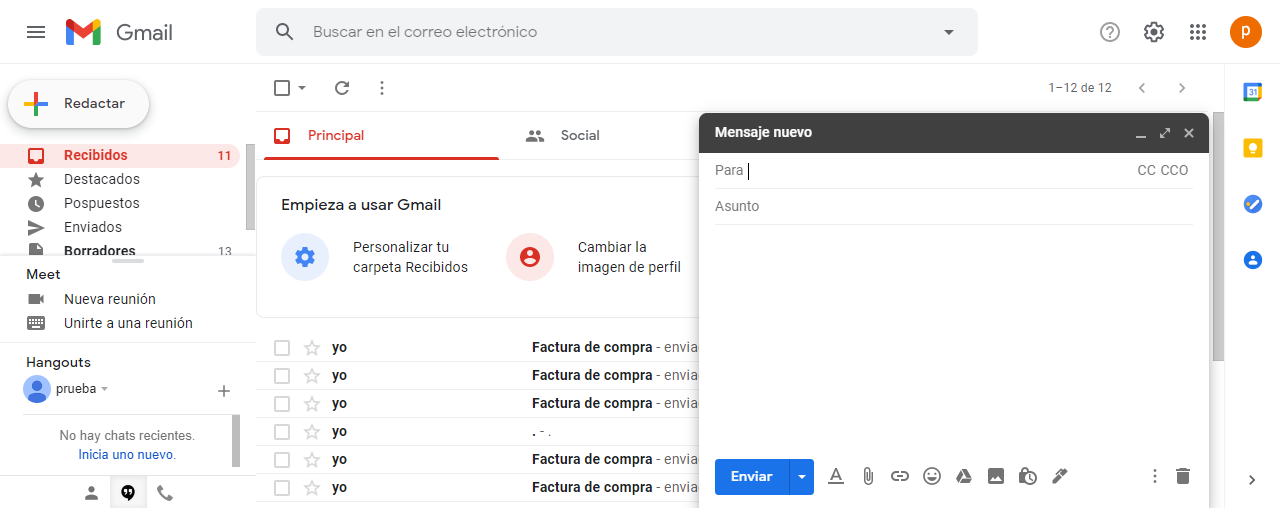 Gmail
Buscar en el correo electrónico
p
Redactar
1–12 de 12
31
Recibidos 11
Destacados
Pospuestos
Enviados
Borradores 13
Meet
Nueva reunión
Unirte a una reunión
Hangouts
prueba
No hay chats recientes.
Inicia uno nuevo.
Principal
Social
Empieza a usar Gmail
Personalizar tu
carpeta Recibidos
Cambiar la
imagen de perfil
yo Factura de compra - envia
yo Factura de compra - envia
yo Factura de compra - envia
yo . - .
yo Factura de compra - envia
yo Factura de compra - envia
Mensaje nuevo
Para CC CCO
Asunto
Enviar